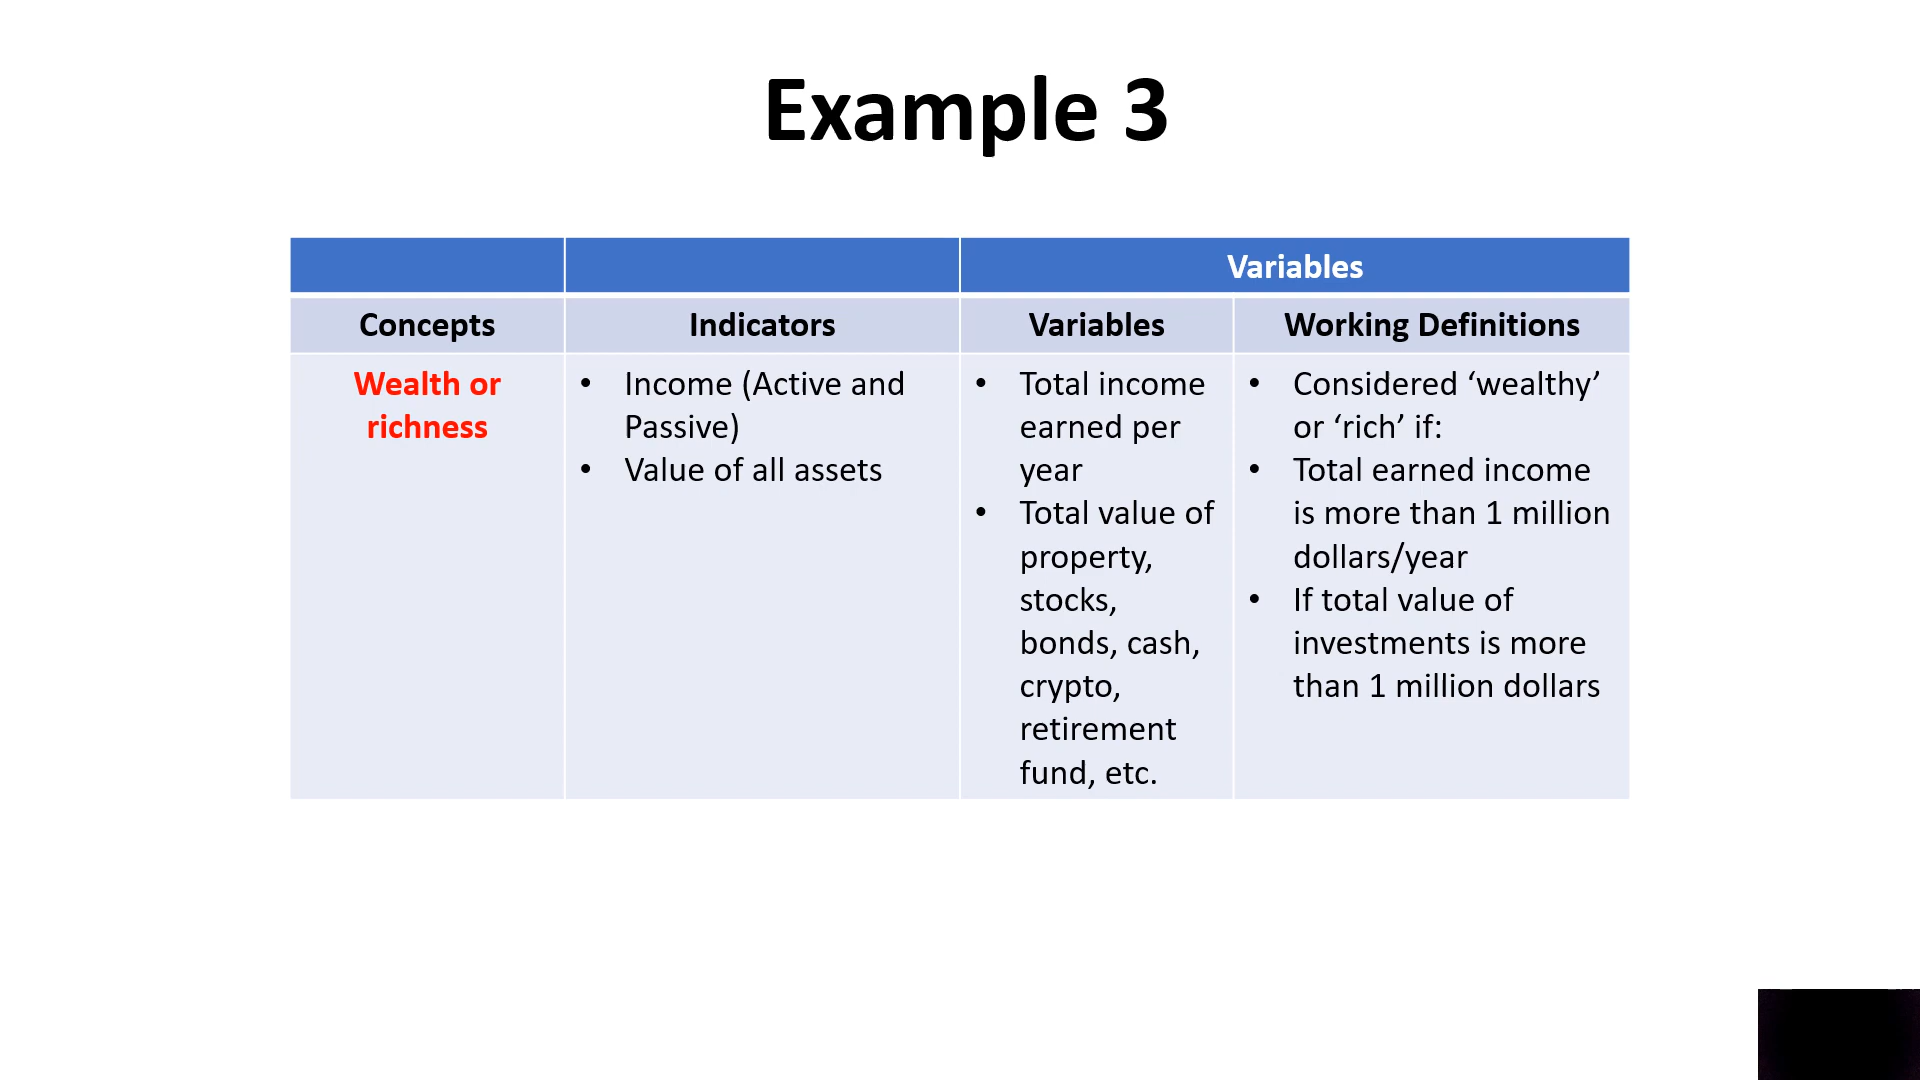 Example 3
Variables
Concepts
Indicators
Variables
Working Definitions
Wealth or
richness
• Income (Active and
Passive)
• Value of all assets
• Total income
earned per
year
• Total value of
property,
stocks,
bonds, cash,
crypto,
retirement
fund, etc.
• Considered ‘wealthy’
or ‘rich’ if:
• Total earned income
is more than 1 million
dollars/year
• If total value of
investments is more
than 1 million dollars